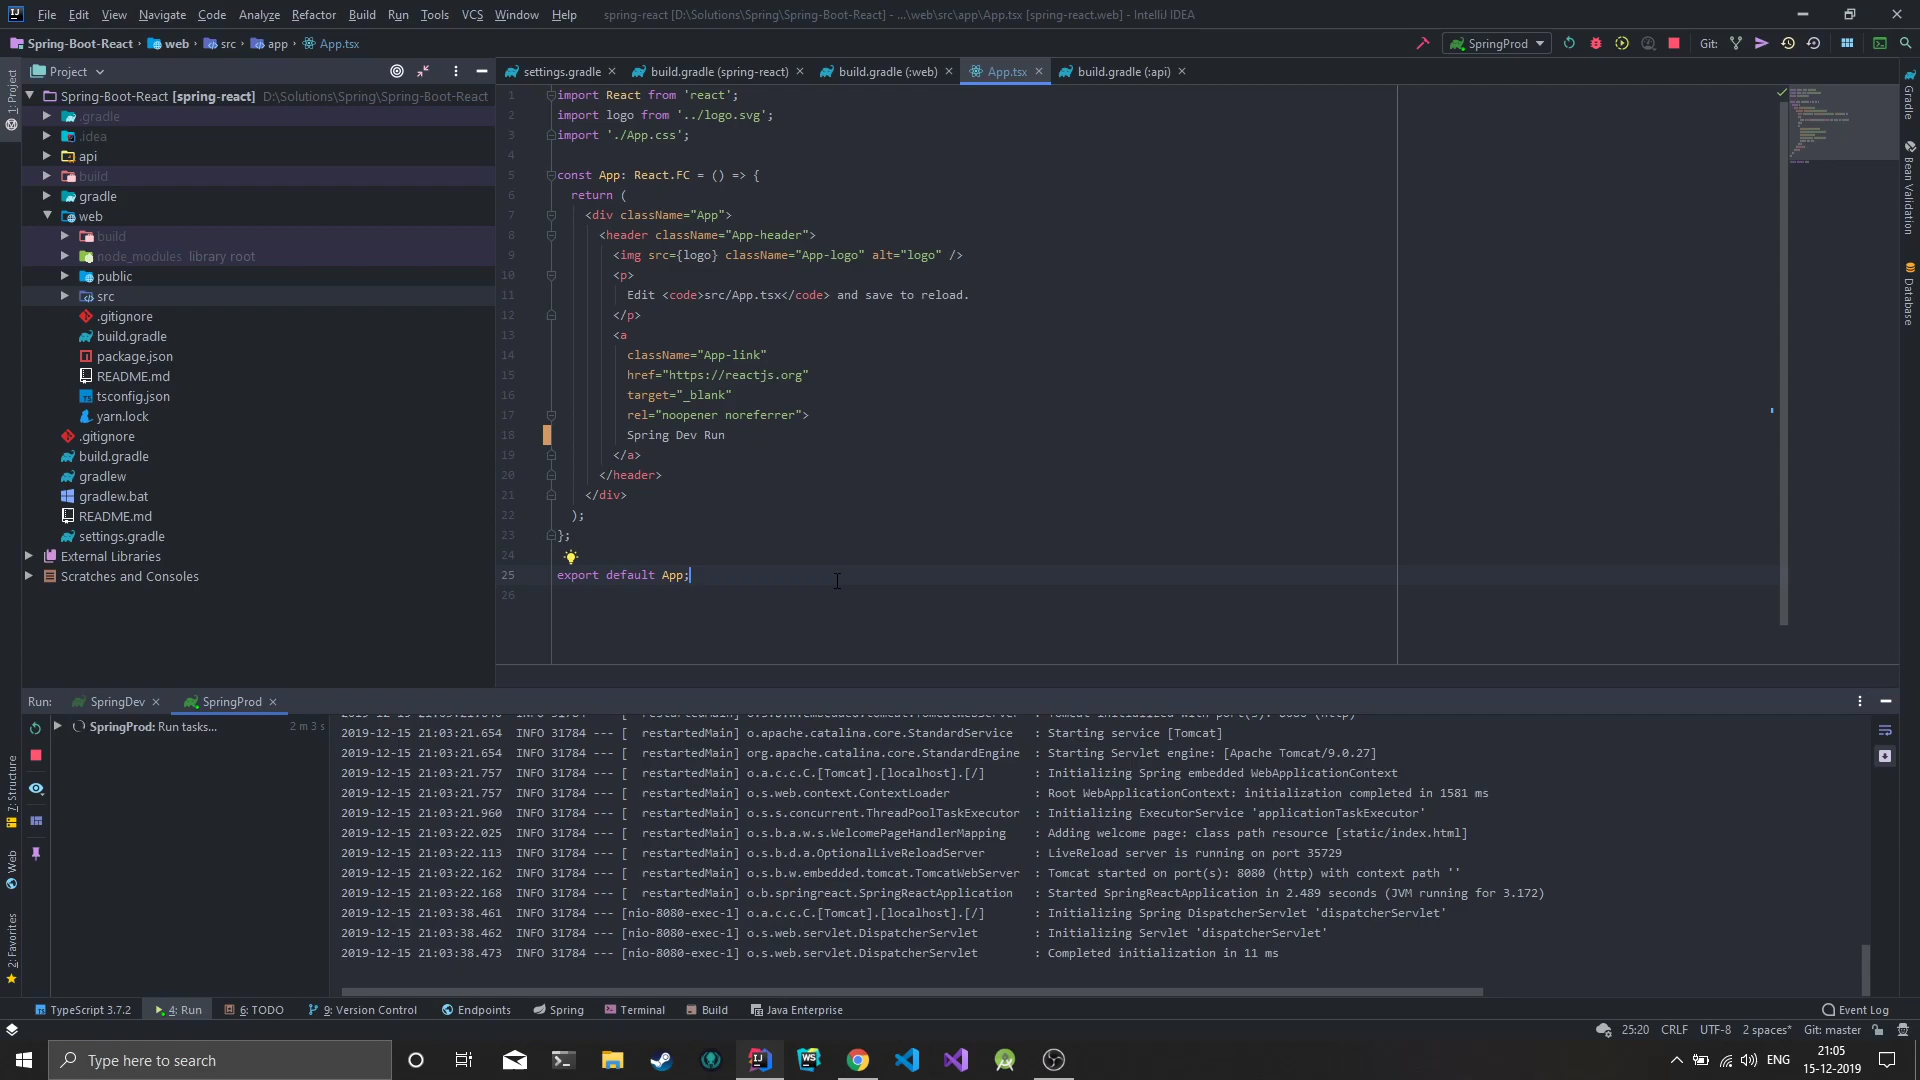 File Edit View Navigate Code Analyze Refactor Build Run Tools VCS Window Help spring-react [D:\Solutions\Spring\Spring-Boot-React] - ...\web\src\app\App.tsx [spring-react.web] - IntelliJ IDEA
Spring-Boot-React web src app App.tsx
SpringProd
Git:
1: Project
Project
settings.gradle
build.gradle (spring-react)
build.gradle (:web)
App.tsx
build.gradle (:api)
Spring-Boot-React [spring-react] D:\Solutions\Spring\Spring-Boot-React
.gradle
.idea
api
build
gradle
web
build
node_modules library root
public
src
.gitignore
build.gradle
package.json
README.md
tsconfig.json
yarn.lock
.gitignore
build.gradle
gradlew
gradlew.bat
README.md
settings.gradle
External Libraries
Scratches and Consoles
1 import React from 'react';
2 import logo from '../logo.svg';
3 import './App.css';
4
5 const App: React.FC = () => {
6 return (
7 <div className="App">
8 <header className="App-header">
9 <img src={logo} className="App-logo" alt="logo" />
10 <p>
11 Edit <code>src/App.tsx</code> and save to reload.
12 </p>
13 <a
14 className="App-link"
15 href="https://reactjs.org"
16 target="_blank"
17 rel="noopener noreferrer">
18 Spring Dev Run
19 </a>
20 </header>
21 </div>
22 );
23 };
24
25 export default App;
26
Gradle
Bean Validation
Database
Run: SpringDev SpringProd
SpringProd: Run tasks... 2 m 3 s
7: Structure
Web
2: Favorites
2019-12-15 21:03:21.654 INFO 31784 --- [ restartedMain] o.apache.catalina.core.StandardService : Starting service [Tomcat]
2019-12-15 21:03:21.654 INFO 31784 --- [ restartedMain] org.apache.catalina.core.StandardEngine : Starting Servlet engine: [Apache Tomcat/9.0.27]
2019-12-15 21:03:21.757 INFO 31784 --- [ restartedMain] o.a.c.c.C.[Tomcat].[localhost].[/] : Initializing Spring embedded WebApplicationContext
2019-12-15 21:03:21.757 INFO 31784 --- [ restartedMain] o.s.web.context.ContextLoader : Root WebApplicationContext: initialization completed in 1581 ms
2019-12-15 21:03:21.960 INFO 31784 --- [ restartedMain] o.s.s.concurrent.ThreadPoolTaskExecutor : Initializing ExecutorService 'applicationTaskExecutor'
2019-12-15 21:03:22.025 INFO 31784 --- [ restartedMain] o.s.b.a.w.s.WelcomePageHandlerMapping : Adding welcome page: class path resource [static/index.html]
2019-12-15 21:03:22.113 INFO 31784 --- [ restartedMain] o.s.b.d.a.OptionalLiveReloadServer : LiveReload server is running on port 35729
2019-12-15 21:03:22.162 INFO 31784 --- [ restartedMain] o.s.b.w.embedded.tomcat.TomcatWebServer : Tomcat started on port(s): 8080 (http) with context path ''
2019-12-15 21:03:22.168 INFO 31784 --- [ restartedMain] o.b.springreact.SpringReactApplication : Started SpringReactApplication in 2.489 seconds (JVM running for 3.172)
2019-12-15 21:03:38.461 INFO 31784 --- [nio-8080-exec-1] o.a.c.c.C.[Tomcat].[localhost].[/] : Initializing Spring DispatcherServlet 'dispatcherServlet'
2019-12-15 21:03:38.462 INFO 31784 --- [nio-8080-exec-1] o.s.web.servlet.DispatcherServlet : Initializing Servlet 'dispatcherServlet'
2019-12-15 21:03:38.473 INFO 31784 --- [nio-8080-exec-1] o.s.web.servlet.DispatcherServlet : Completed initialization in 11 ms
TypeScript 3.7.2 4: Run 6: TODO 9: Version Control Endpoints Spring Terminal Build Java Enterprise Event Log
25:20 CRLF UTF-8 2 spaces* Git: master
Type here to search
ENG
21:05
15-12-2019